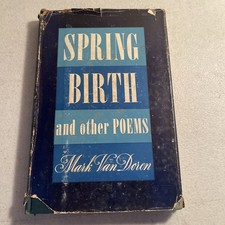 SPRING
BIRTH
and other POEMS
Mark Van Doren